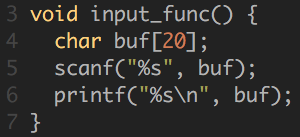 3 void input_func() {
4   char buf[20];
5   scanf("%s", buf);
6   printf("%s\n", buf);
7 }